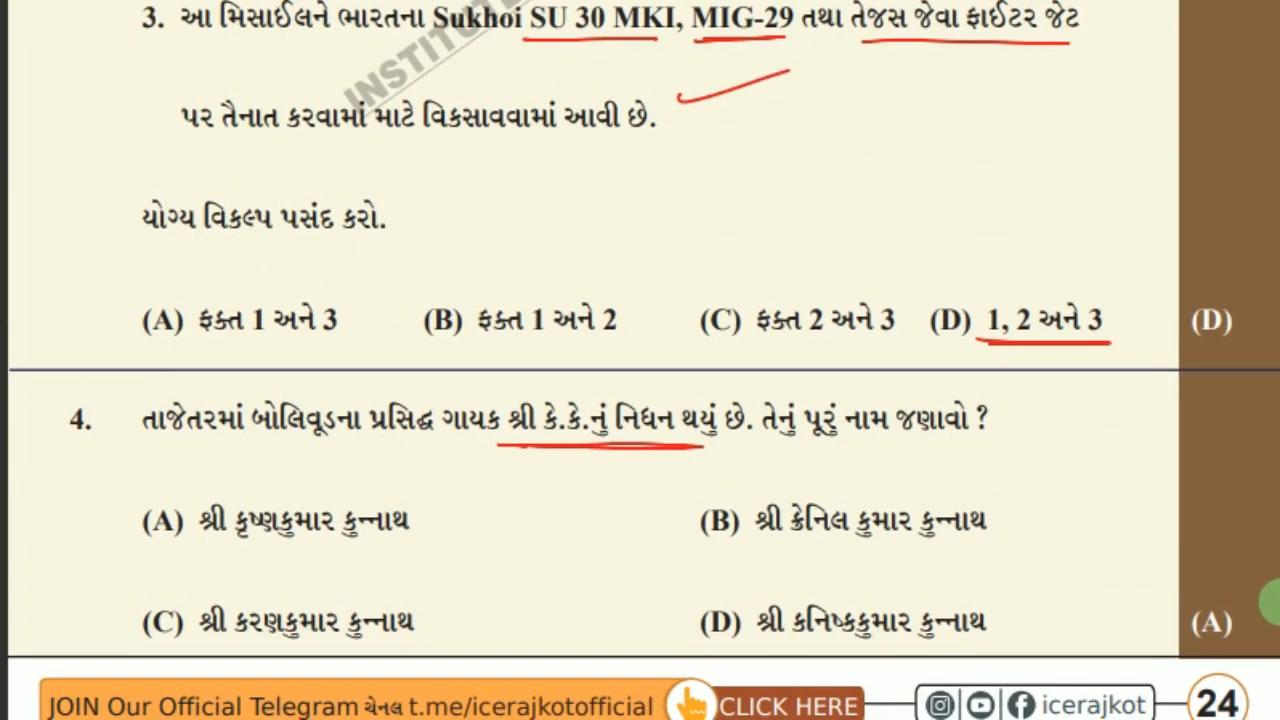 3. આ મિસાઈલને ભારતના Sukhoi SU 30 MKI, MIG-29 તથા તેજસ જેવા ફાઈટર જેટ
INSTITUTE
પર તૈનાત કરવામાં માટે વિકસાવવામાં આવી છે.
યોગ્ય વિકલ્પ પસંદ કરો.
(A) ફક્ત 1 અને 3 (B) ફક્ત 1 અને 2 (C) ફક્ત 2 અને 3 (D) 1, 2 અને 3 (D)
4. તાજેતરમાં બોલિવૂડના પ્રસિદ્ધ ગાયક શ્રી કે.કે.નું નિધન થયું છે. તેનું પૂરું નામ જણાવો ?
(A) શ્રી કૃષ્ણકુમાર કુન્નાથ (B) શ્રી ક્રેનિલ કુમાર કુન્નાથ
(C) શ્રી કરણકુમાર કુન્નાથ (D) શ્રી કનિષ્કકુમાર કુન્નાથ (A)
JOIN Our Official Telegram ચેનલ t.me/icerajkotofficial CLICK HERE icerajkot 24